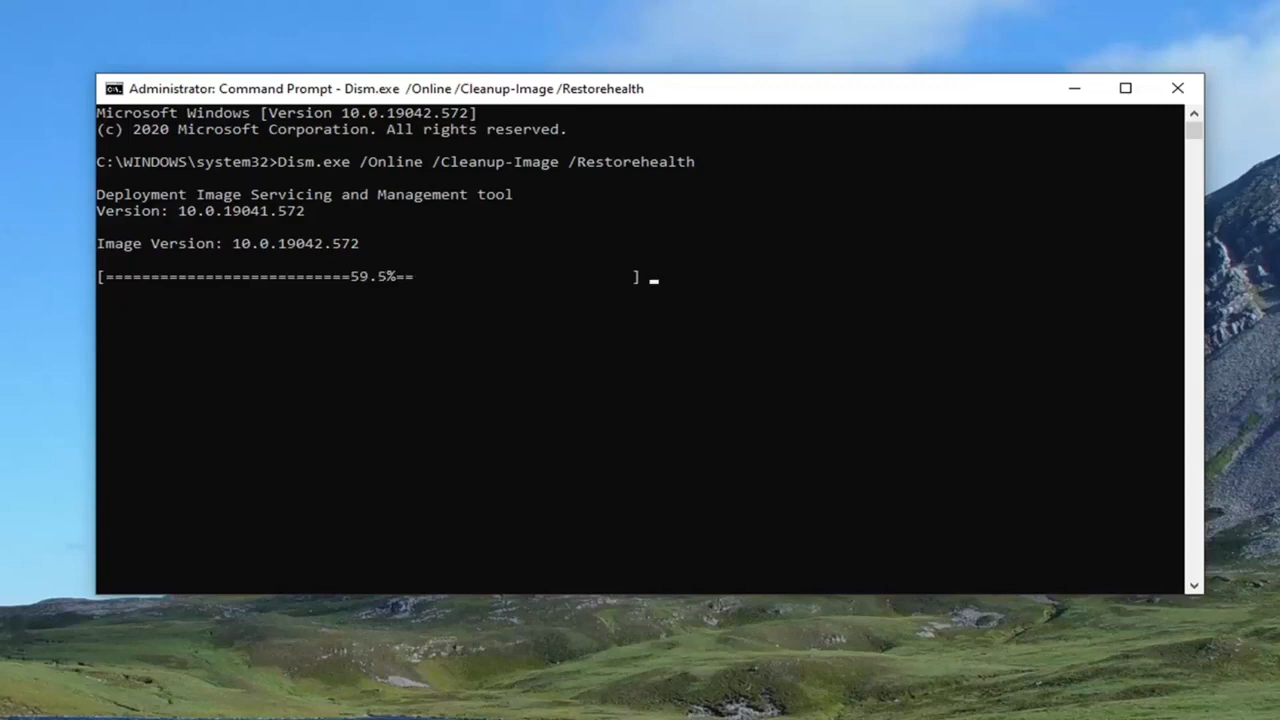 Administrator: Command Prompt - Dism.exe  /Online /Cleanup-Image /Restorehealth
Microsoft Windows [Version 10.0.19042.572]
(c) 2020 Microsoft Corporation. All rights reserved.
C:\WINDOWS\system32>Dism.exe /Online /Cleanup-Image /Restorehealth
Deployment Image Servicing and Management tool
Version: 10.0.19041.572
Image Version: 10.0.19042.572
[===========================59.5%==                        ]